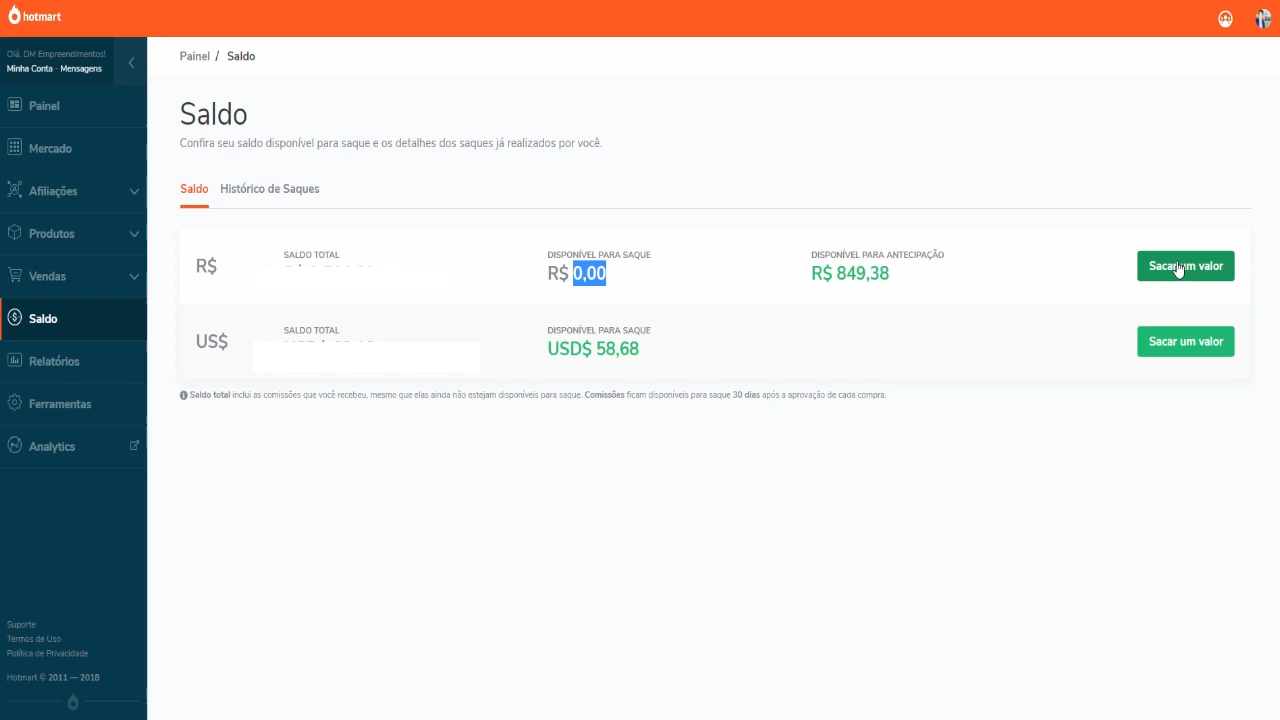 hotmart
Olá, DM Empreendimentos!
Minha Conta - Mensagens
Painel
Mercado
Afiliações
Produtos
Vendas
Saldo
Relatórios
Ferramentas
Analytics
Suporte
Termos de Uso
Política de Privacidade
Hotmart © 2011 — 2018
Painel / Saldo
Saldo
Confira seu saldo disponível para saque e os detalhes dos saques já realizados por você.
Saldo Histórico de Saques
R$
SALDO TOTAL
DISPONÍVEL PARA SAQUE
R$ 0,00
DISPONÍVEL PARA ANTECIPAÇÃO
R$ 849,38
Sacar um valor
US$
SALDO TOTAL
DISPONÍVEL PARA SAQUE
USD$ 58,68
Sacar um valor
Saldo total inclui as comissões que você recebeu, mesmo que elas ainda não estejam disponíveis para saque. Comissões ficam disponíveis para saque 30 dias após a aprovação de cada compra.